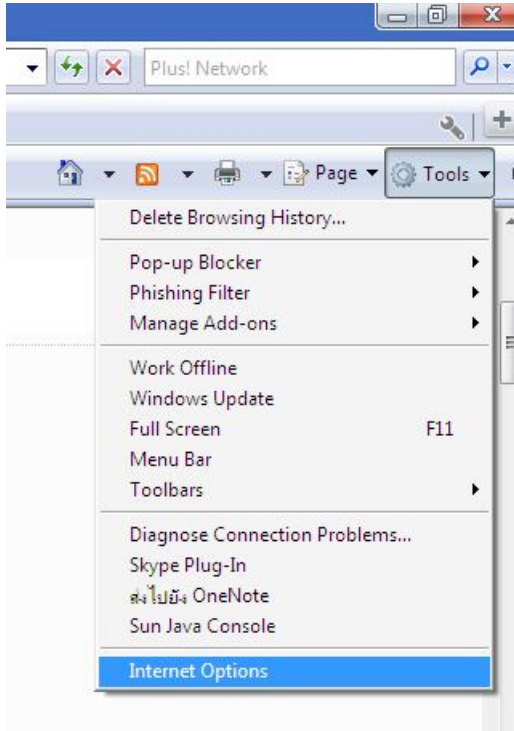 Plus! Network
Page Tools
Delete Browsing History...
Pop-up Blocker
Phishing Filter
Manage Add-ons
Work Offline
Windows Update
Full Screen F11
Menu Bar
Toolbars
Diagnose Connection Problems...
Skype Plug-In
ส่งไปยัง OneNote
Sun Java Console
Internet Options